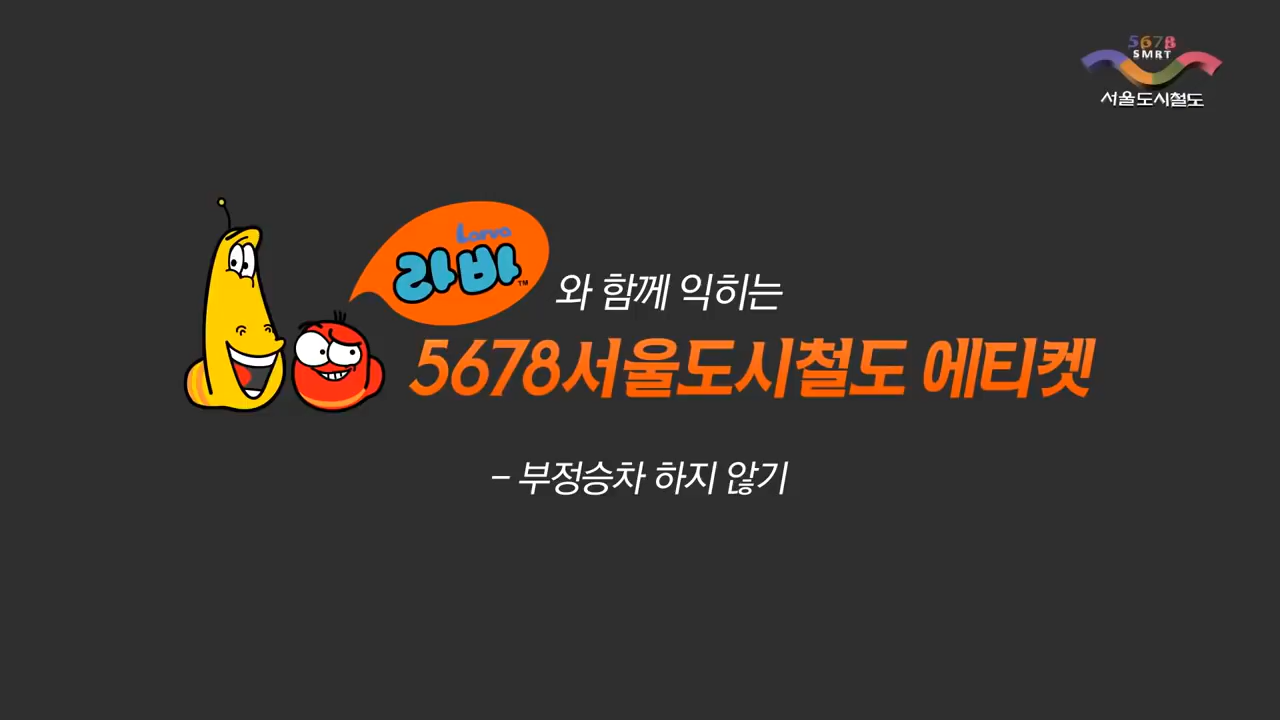 5678
SMRT
서울도시철도
Larva
라바™
와 함께 익히는
5678서울도시철도 에티켓
- 부정승차 하지 않기